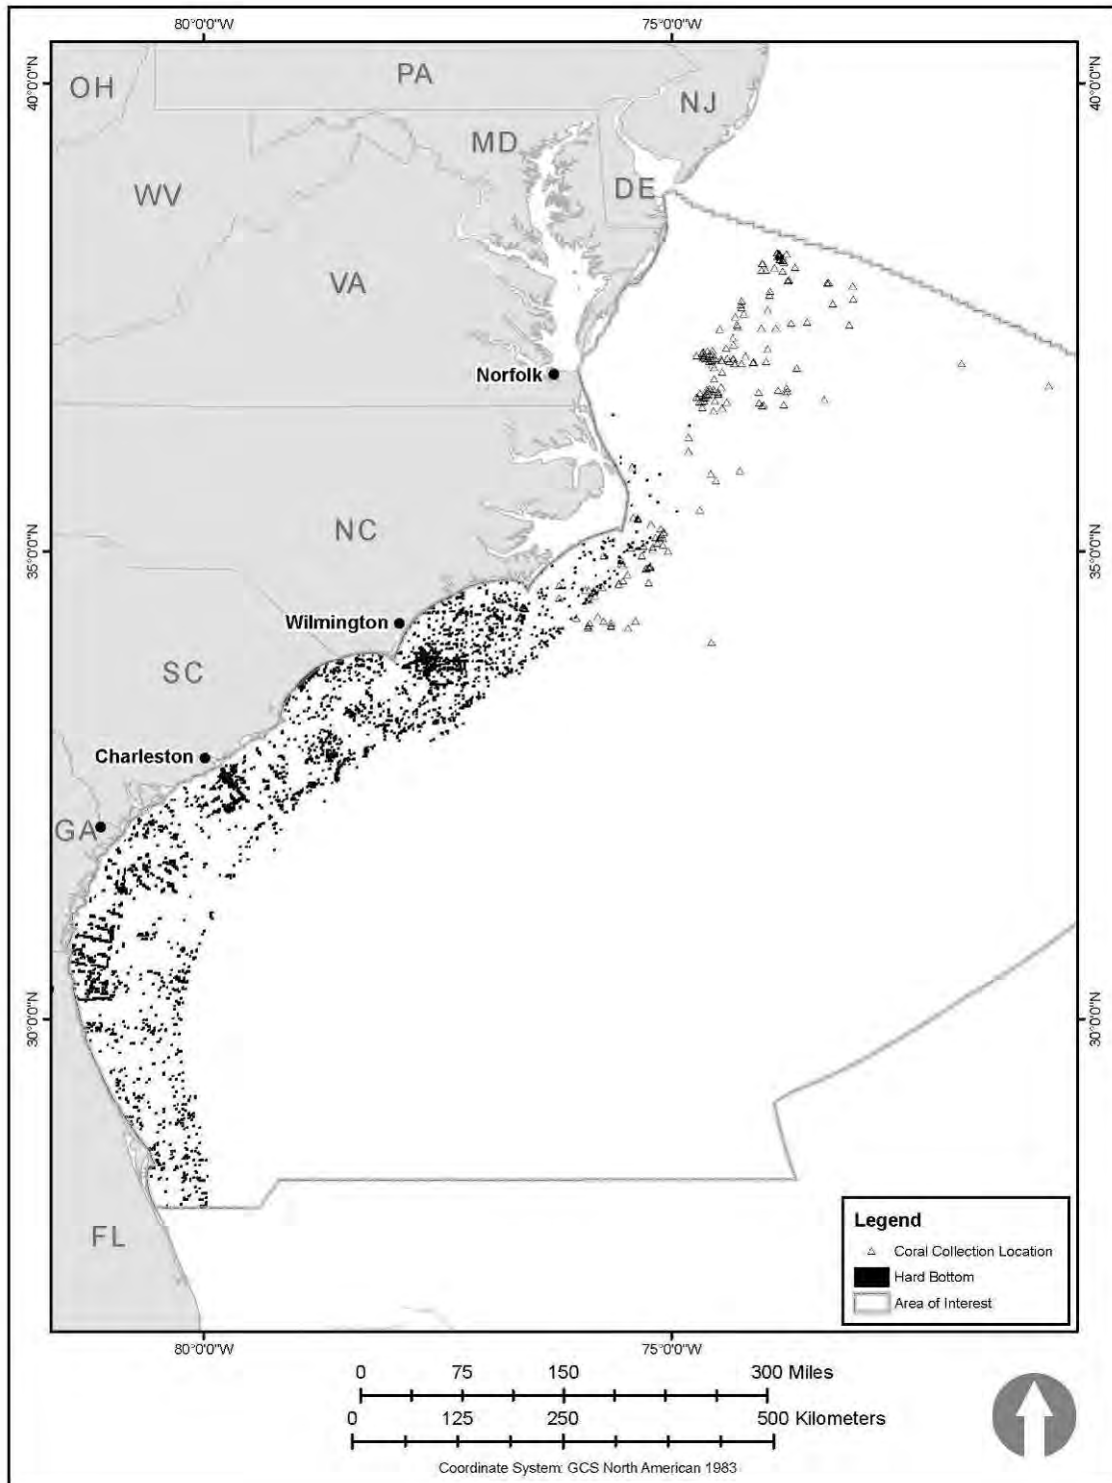 80°0'0"W 75°0'0"W
40°0'0"N 40°0'0"N
OH PA
NJ
MD
WV DE
VA
Norfolk
35°0'0"N 35°0'0"N
NC
Wilmington
SC
Charleston
GA
30°0'0"N 30°0'0"N
FL
Legend
Coral Collection Location
Hard Bottom
Area of Interest
80°0'0"W 75°0'0"W
0 75 150 300 Miles
0 125 250 500 Kilometers
Coordinate System: GCS North American 1983